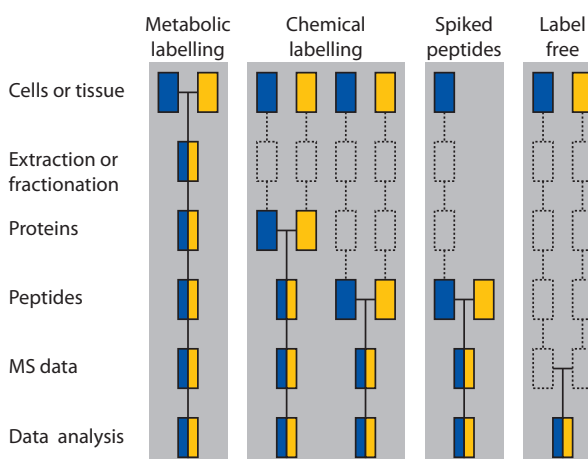 Metabolic
labelling
Chemical
labelling
Spiked
peptides
Label
free
Cells or tissue
Extraction or
fractionation
Proteins
Peptides
MS data
Data analysis